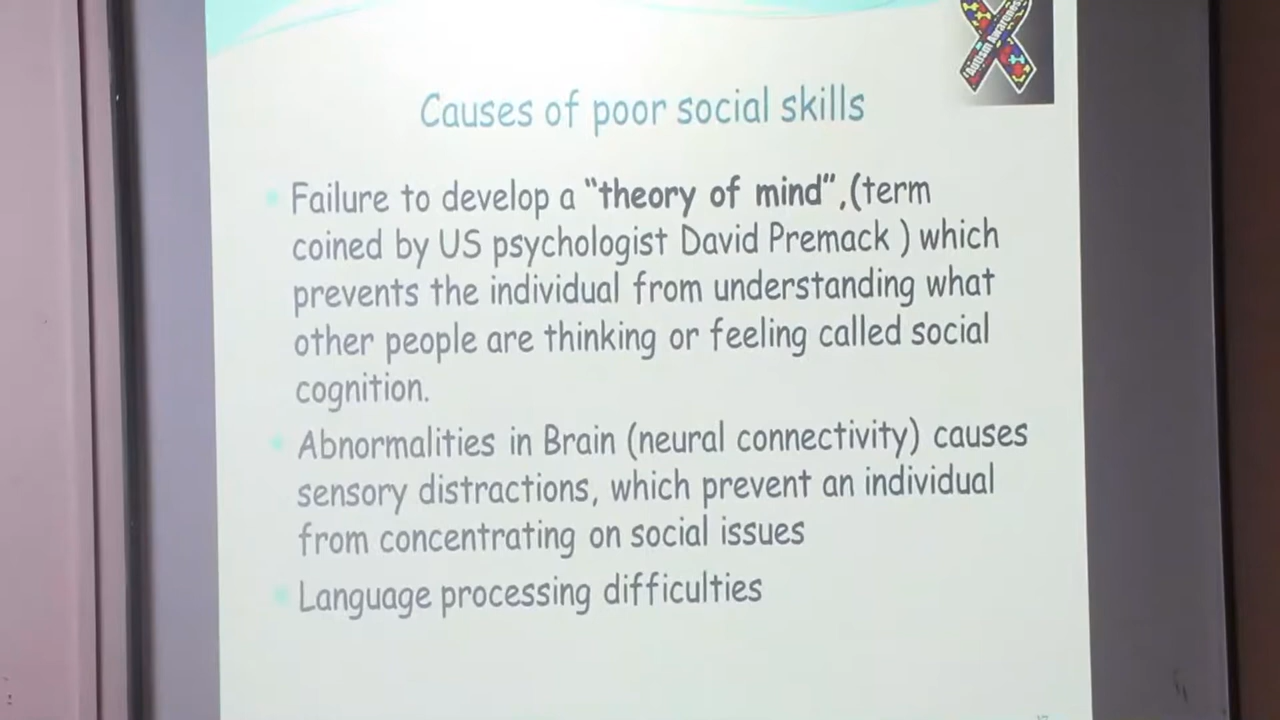 Autism Awareness
Causes of poor social skills
Failure to develop a “theory of mind”,(term
coined by US psychologist David Premack ) which
prevents the individual from understanding what
other people are thinking or feeling called social
cognition.
Abnormalities in Brain (neural connectivity) causes
sensory distractions, which prevent an individual
from concentrating on social issues
Language processing difficulties